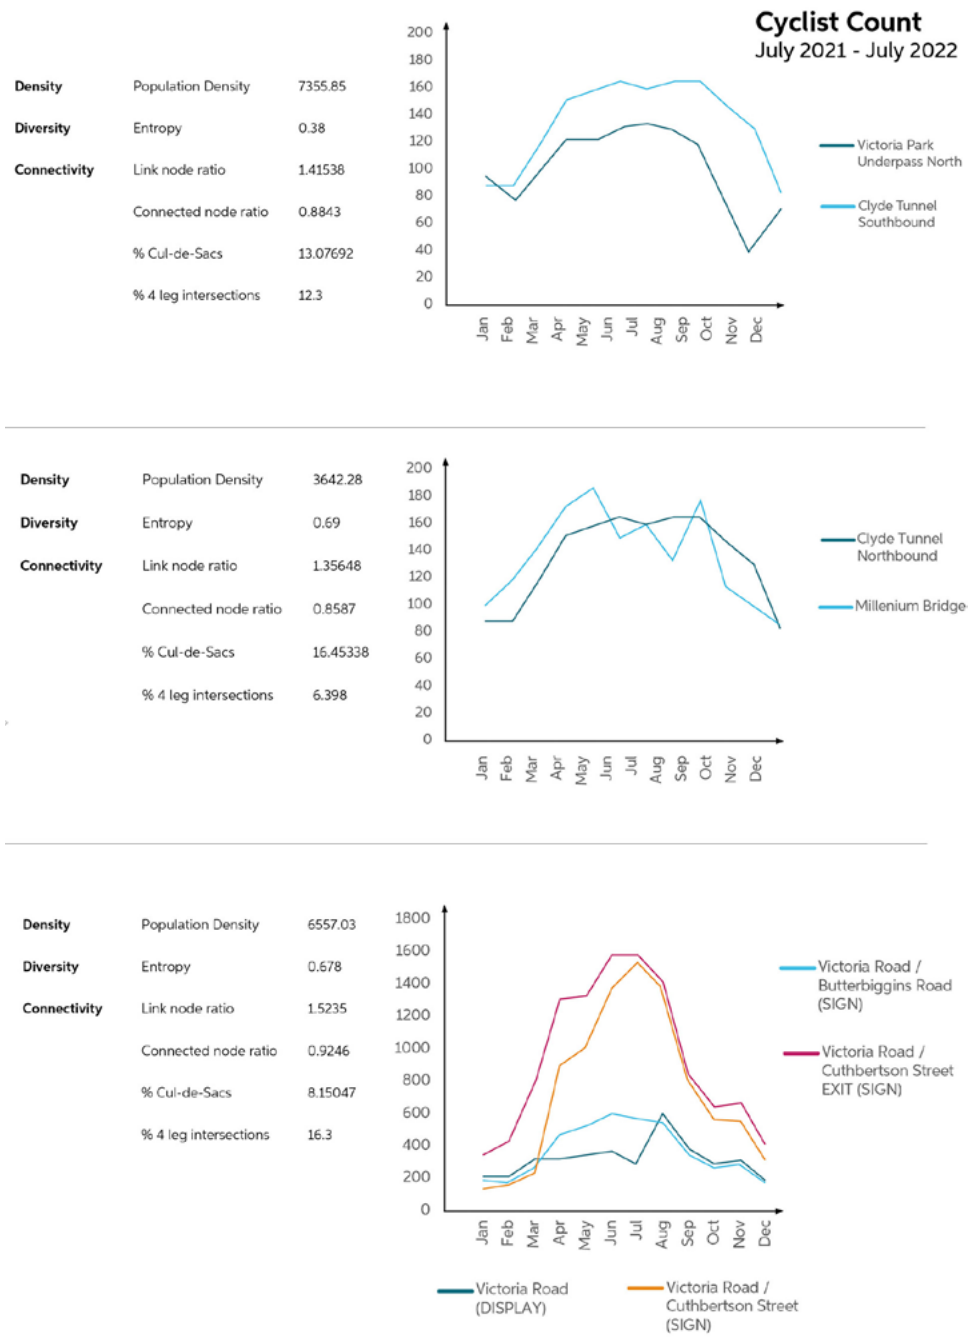 Cyclist Count
July 2021 - July 2022
Density Population Density 7355.85
Diversity Entropy 0.38
Connectivity Link node ratio 1.41538
Connected node ratio 0.8843
% Cul-de-Sacs 13.07692
% 4 leg intersections 12.3
200
180
160
140
120
100
80
60
40
20
0
Jan Feb Mar Apr May Jun Jul Aug Sep Oct Nov Dec
Victoria Park
Underpass North
Clyde Tunnel
Southbound
Density Population Density 3642.28
Diversity Entropy 0.69
Connectivity Link node ratio 1.35648
Connected node ratio 0.8587
% Cul-de-Sacs 16.45338
% 4 leg intersections 6.398
200
180
160
140
120
100
80
60
40
20
0
Jan Feb Mar Apr May Jun Jul Aug Sep Oct Nov Dec
Clyde Tunnel
Northbound
Millenium Bridge
Density Population Density 6557.03
Diversity Entropy 0.678
Connectivity Link node ratio 1.5235
Connected node ratio 0.9246
% Cul-de-Sacs 8.15047
% 4 leg intersections 16.3
1800
1600
1400
1200
1000
800
600
400
200
0
Jan Feb Mar Apr May Jun Jul Aug Sep Oct Nov Dec
Victoria Road /
Butterbiggins Road
(SIGN)
Victoria Road /
Cuthbertson Street
EXIT (SIGN)
Victoria Road
(DISPLAY)
Victoria Road /
Cuthbertson Street
(SIGN)